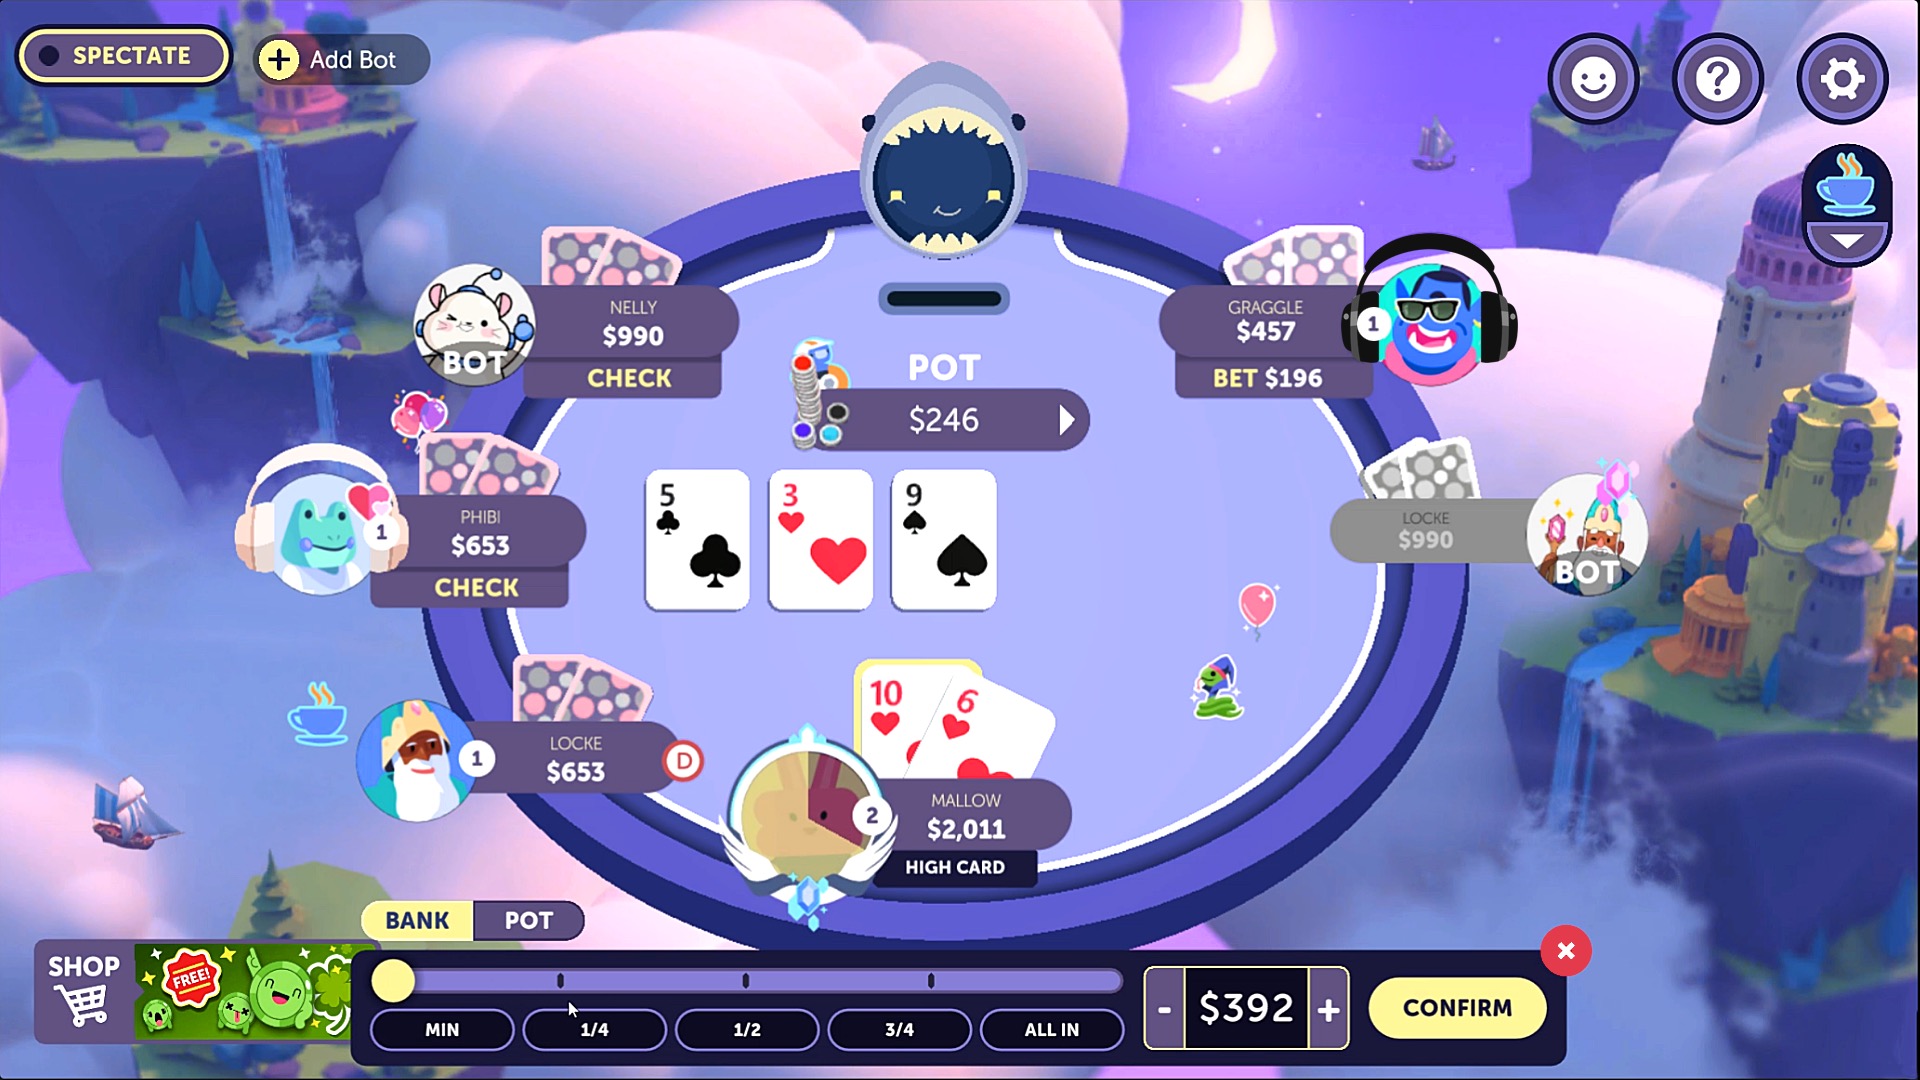 SPECTATE
Add Bot
NELLY
$990
CHECK
BOT
GRAGGLE
$457
BET $196
1
POT
$246
PHIBI
$653
CHECK
1
5
3
9
LOCKE
$990
BOT
LOCKE
$653
1
D
10
6
MALLOW
$2,011
HIGH CARD
2
BANK
POT
SHOP
FREE!
MIN
1/4
1/2
3/4
ALL IN
- $392 +
CONFIRM